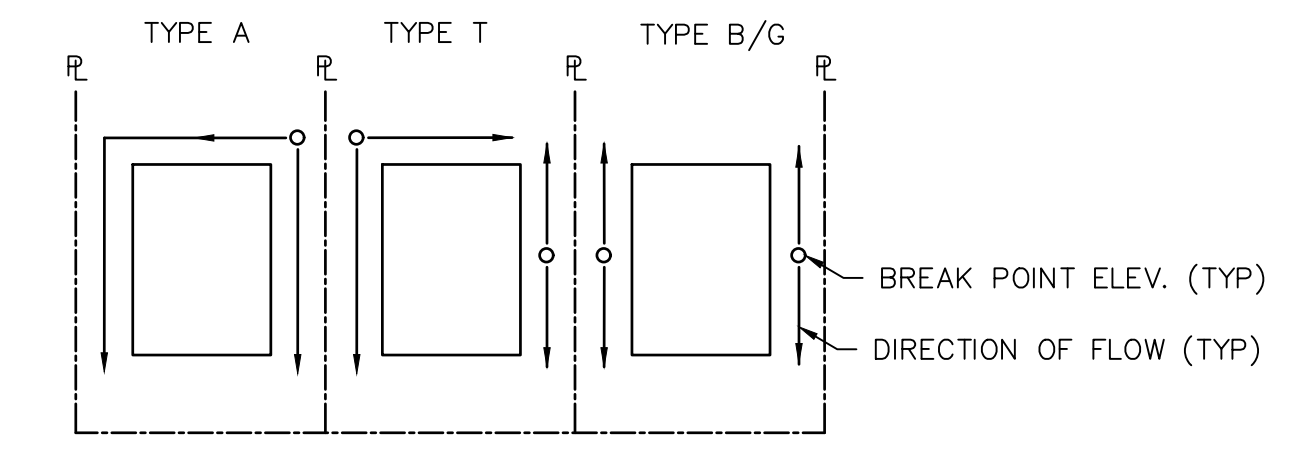 TYPE A
TYPE T
TYPE B/G
PL
PL
PL
PL
BREAK POINT ELEV. (TYP)
DIRECTION OF FLOW (TYP)